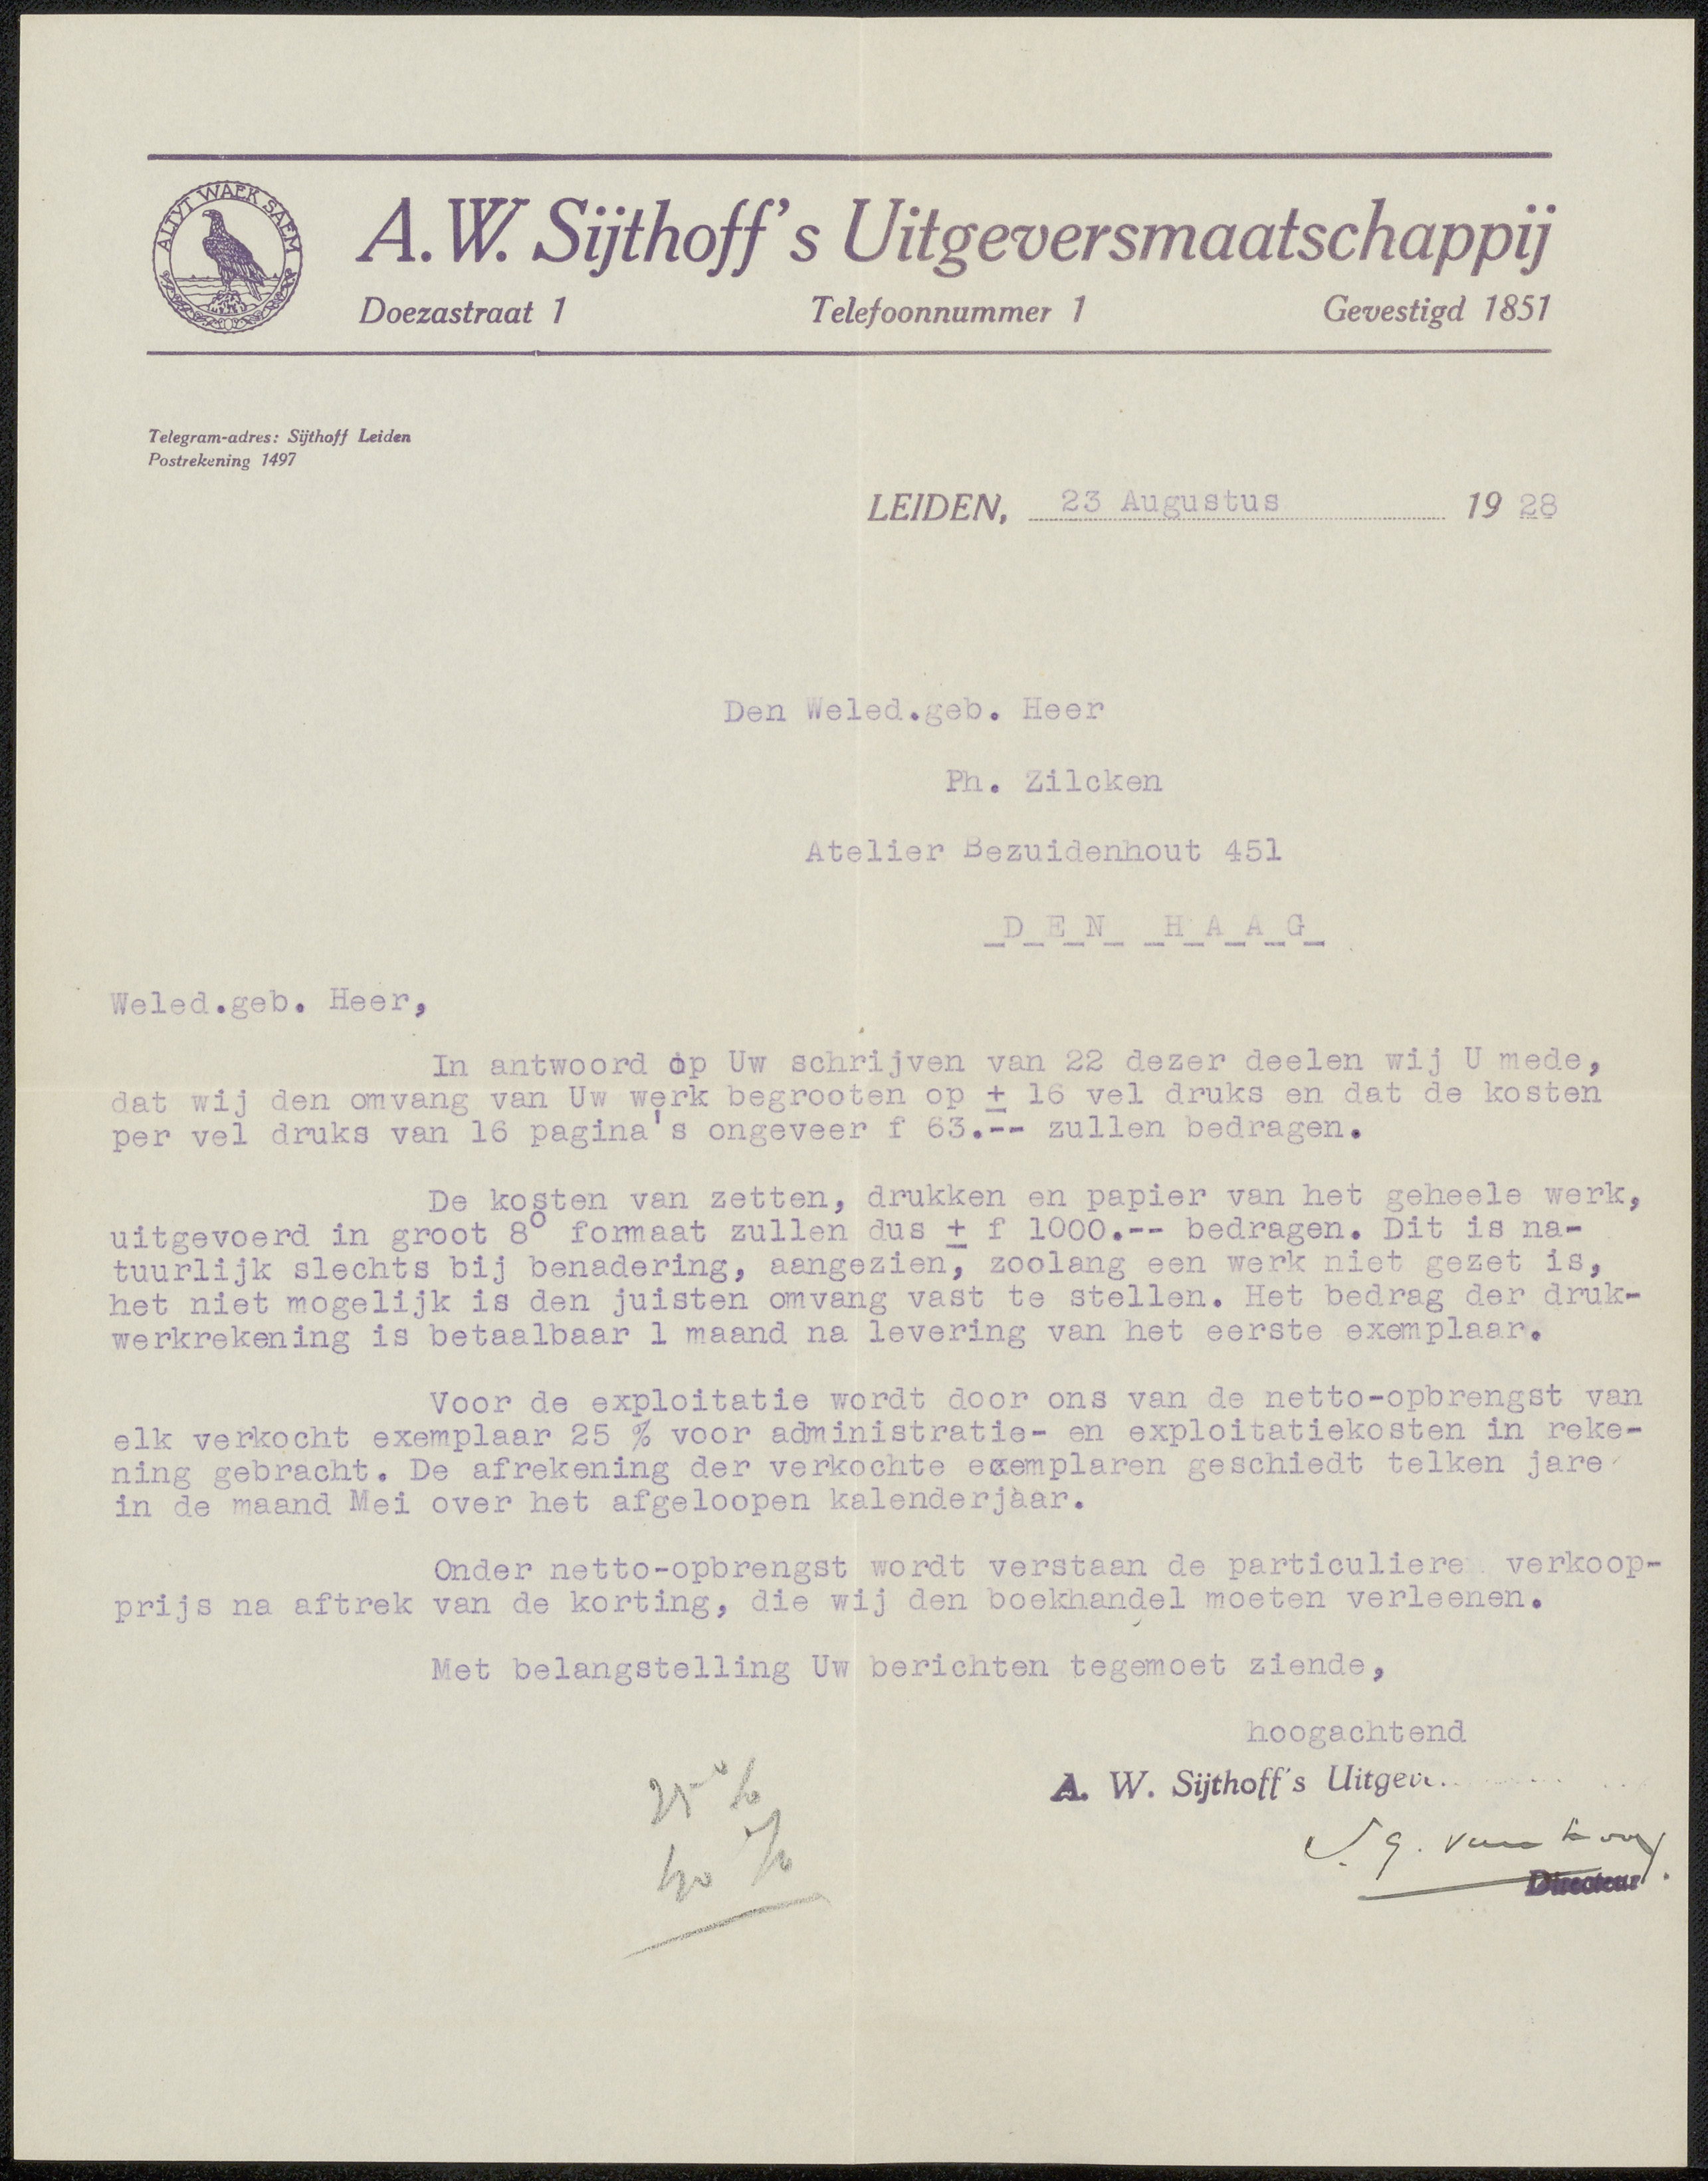 ALTYT WAEK SAEM
A.W. Sijthoff's Uitgeversmaatschappij
Doezastraat 1 Telefoonnummer 1 Gevestigd 1851
Telegram-adres: Sijthoff Leiden
Postrekening 1497
LEIDEN, 23 Augustus 19 28
Den Weled.geb. Heer
Ph. Zilcken
Atelier Bezuidenhout 451
DEN HAAG
Weled.geb. Heer,
In antwoord op Uw schrijven van 22 dezer deelen wij U mede,
dat wij den omvang van Uw werk begrooten op ± 16 vel druks en dat de kosten
per vel druks van 16 pagina's ongeveer f 63.-- zullen bedragen.
De kosten van zetten, drukken en papier van het geheele werk,
uitgevoerd in groot 8° formaat zullen dus ± f 1000.-- bedragen. Dit is na-
tuurlijk slechts bij benadering, aangezien, zoolang een werk niet gezet is,
het niet mogelijk is den juisten omvang vast te stellen. Het bedrag der druk-
werkrekening is betaalbaar 1 maand na levering van het eerste exemplaar.
Voor de exploitatie wordt door ons van de netto-opbrengst van
elk verkocht exemplaar 25 % voor administratie- en exploitatiekosten in reke-
ning gebracht. De afrekening der verkochte exemplaren geschiedt telken jare
in de maand Mei over het afgeloopen kalenderjaar.
Onder netto-opbrengst wordt verstaan de particuliere verkoop-
prijs na aftrek van de korting, die wij den boekhandel moeten verleenen.
Met belangstelling Uw berichten tegemoet ziende,
hoogachtend
A. W. Sijthoff's
25 %
40 %
Directeur